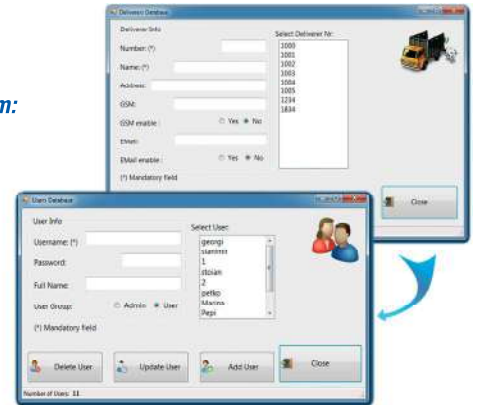 m:
Deliverers Database
Deliverer Info
Number: (*)
Name: (*)
Address:
GSM:
GSM enable :
Yes
No
EMail:
EMail enable :
Yes
No
(*) Mandatory field
Select Deliverer Nr:
1000
1001
1002
1003
1004
1005
1234
1834
Close
Users Database
User Info
Username: (*)
Password:
Full Name:
User Group:
Admin
User
(*) Mandatory field
Select User:
georgi
1
stoian
2
petko
Marina
Pepi
Delete User
Update User
Add User
Close
Number of Users: 11